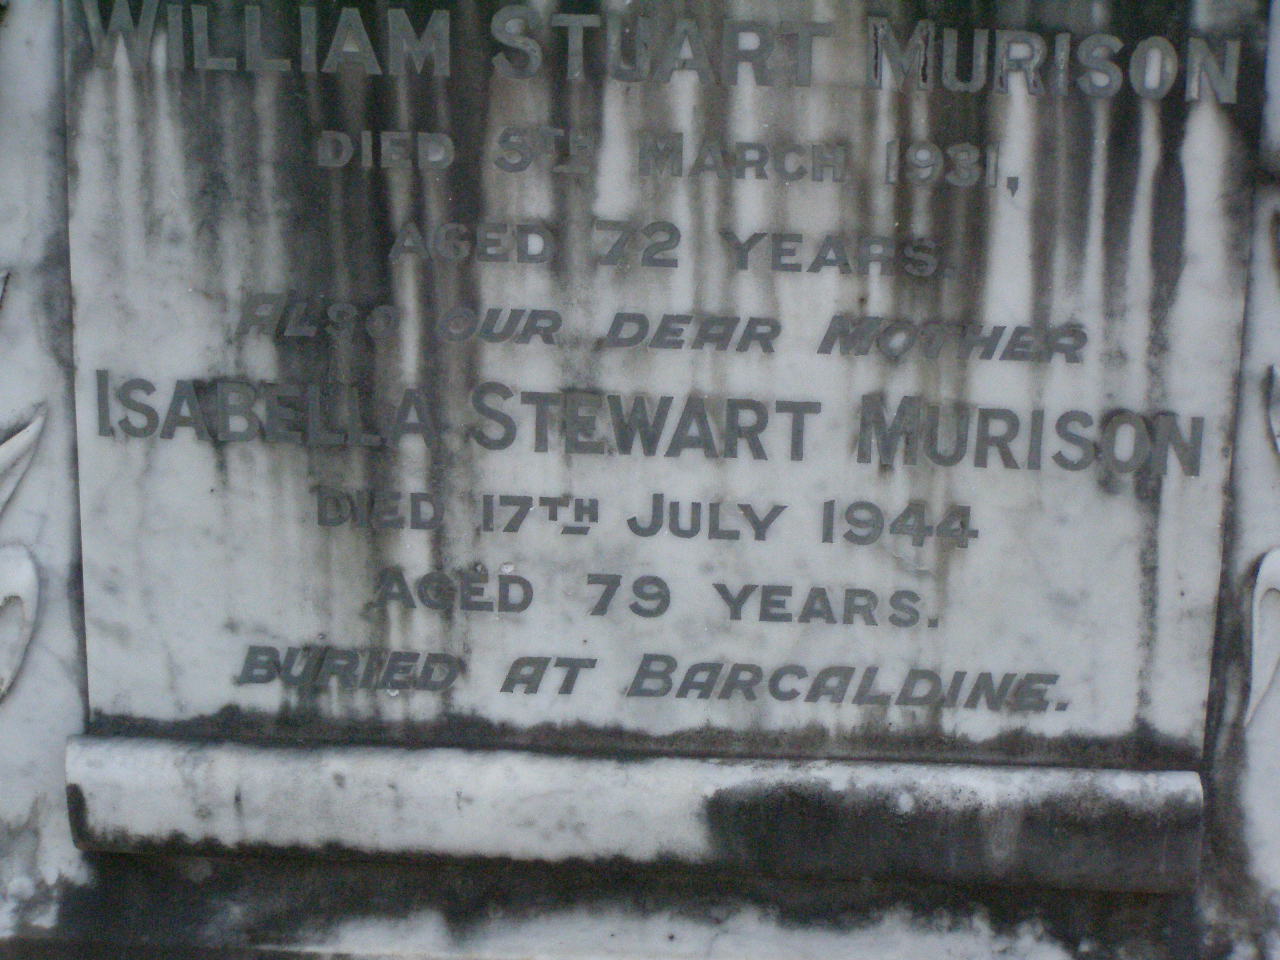 WILLIAM STUART MURISON
DIED 5TH MARCH 1931,
AGED 72 YEARS.
ALSO OUR DEAR MOTHER
ISABELLA STEWART MURISON
DIED 17TH JULY 1944
AGED 79 YEARS.
BURIED AT BARCALDINE.